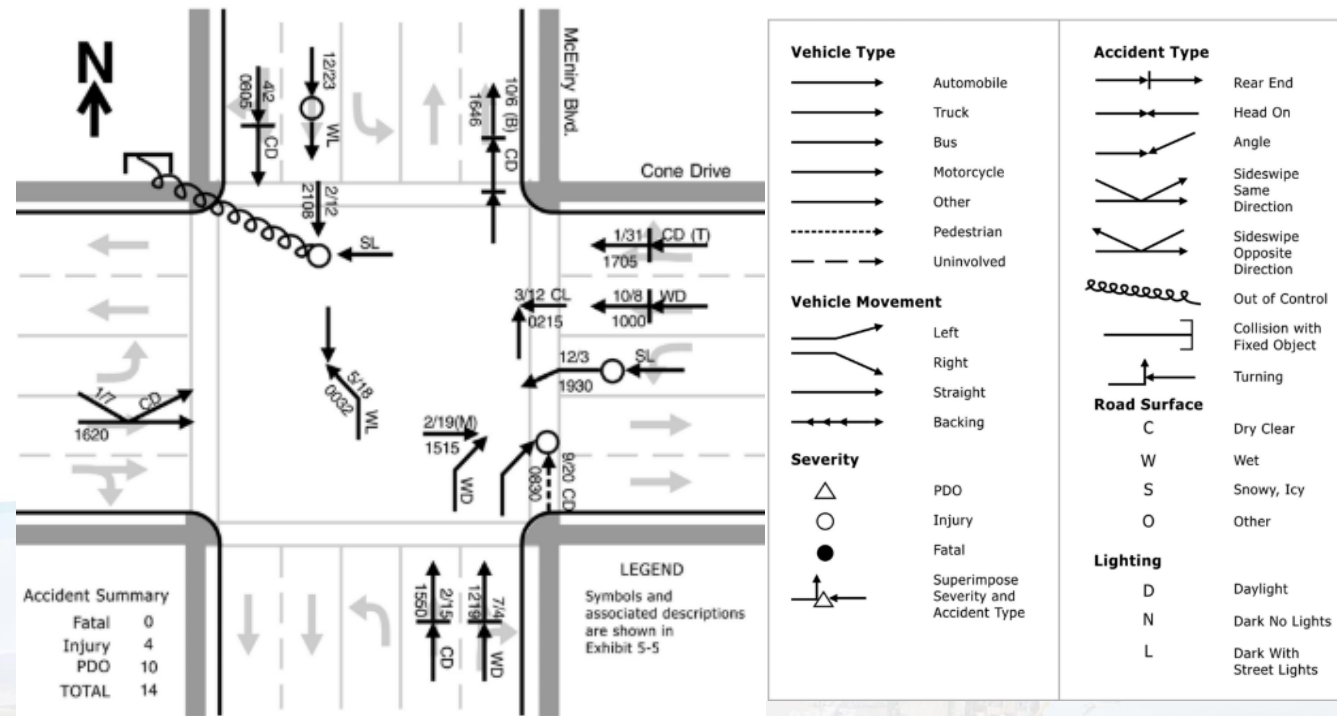 N
McEniry Blvd.
Cone Drive
4\2
0805
CD
12/23
WL
10/6 (B)
1646
CD
2/12
2108
SL
1/31
CD (T)
1705
3/12 CL
0215
10/8
WD
1000
12/3
SL
1930
1/7
CD
1620
5/18
0032
WL
2/19(M)
1515
WD
9/20 CD
0830
2/15
1550
CD
7/4
1219
WD
Accident Summary
Fatal 0
Injury 4
PDO 10
TOTAL 14
LEGEND
Symbols and
associated descriptions
are shown in
Exhibit 5-5
Vehicle Type
Automobile
Truck
Bus
Motorcycle
Other
Pedestrian
Uninvolved
Vehicle Movement
Left
Right
Straight
Backing
Severity
PDO
Injury
Fatal
Superimpose
Severity and
Accident Type
Accident Type
Rear End
Head On
Angle
Sideswipe
Same
Direction
Sideswipe
Opposite
Direction
Out of Control
Collision with
Fixed Object
Turning
Road Surface
C Dry Clear
W Wet
S Snowy, Icy
O Other
Lighting
D Daylight
N Dark No Lights
L Dark With
Street Lights